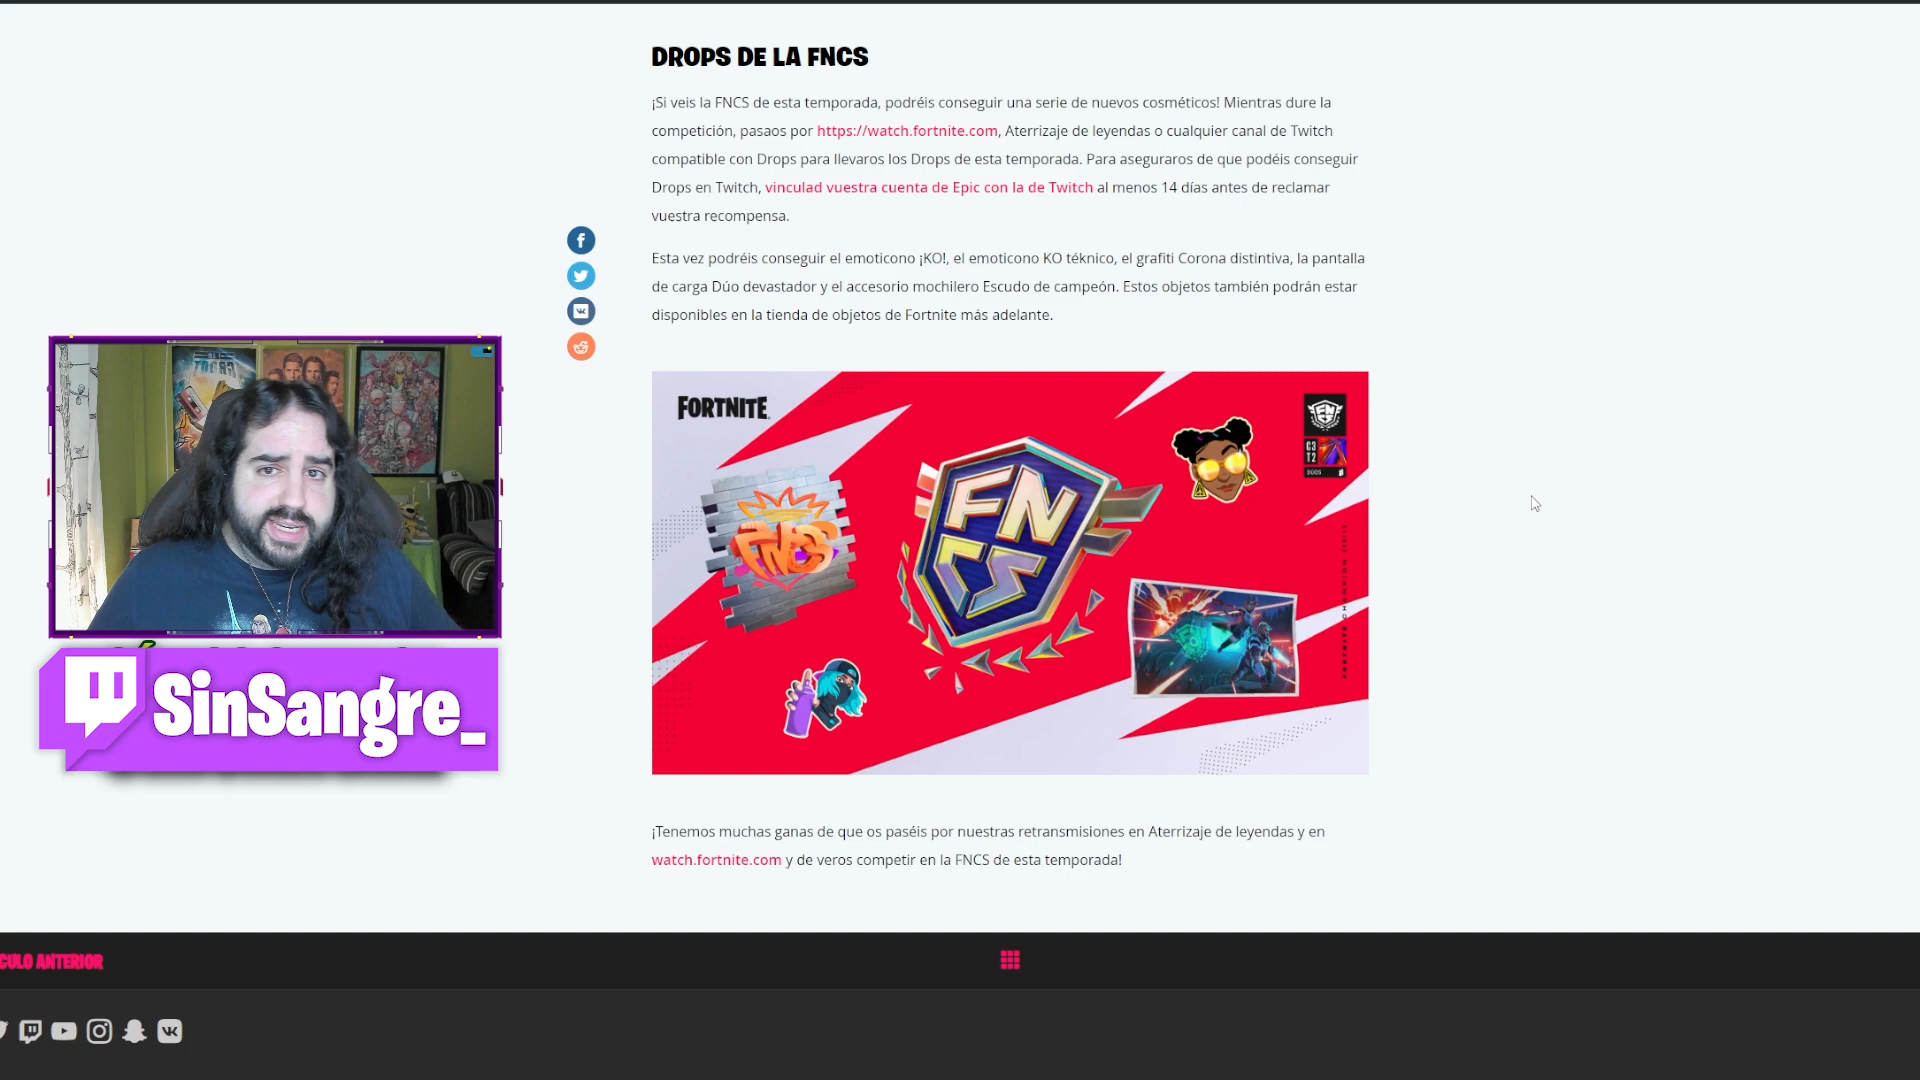 DROPS DE LA FNCS
¡Si veis la FNCS de esta temporada, podréis conseguir una serie de nuevos cosméticos! Mientras dure la
competición, pasaos por https://watch.fortnite.com, Aterrizaje de leyendas o cualquier canal de Twitch
compatible con Drops para llevaros los Drops de esta temporada. Para aseguraros de que podéis conseguir
Drops en Twitch, vinculad vuestra cuenta de Epic con la de Twitch al menos 14 días antes de reclamar
vuestra recompensa.
Esta vez podréis conseguir el emoticono ¡KO!, el emoticono KO téknico, el grafiti Corona distintiva, la pantalla
de carga Dúo devastador y el accesorio mochilero Escudo de campeón. Estos objetos también podrán estar
disponibles en la tienda de objetos de Fortnite más adelante.
FORTNITE
FN
CS
C3
T2
DÚOS
FNCS
FN
CS
SinSangre_
¡Tenemos muchas ganas de que os paséis por nuestras retransmisiones en Aterrizaje de leyendas y en
watch.fortnite.com y de veros competir en la FNCS de esta temporada!
CULO ANTERIOR